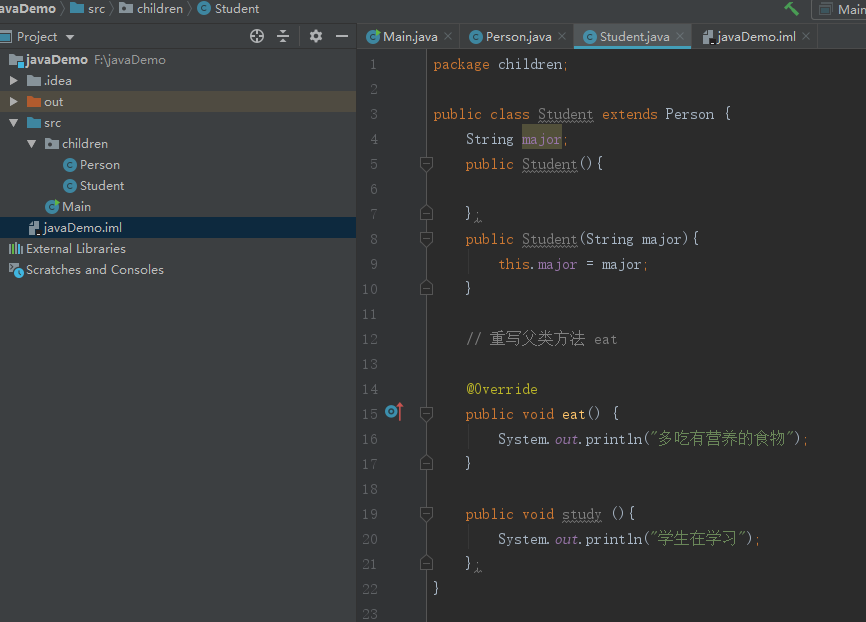 avaDemo src children Student Main
Project
Main.java Person.java Student.java javaDemo.iml
javaDemo F:\javaDemo
.idea
out
src
children
Person
Student
Main
javaDemo.iml
External Libraries
Scratches and Consoles
1 package children;
2
3 public class Student extends Person {
4 String major;
5 public Student(){
6
7 };
8 public Student(String major){
9 this.major = major;
10 }
11
12 // 重写父类方法 eat
13
14 @Override
15 public void eat() {
16 System.out.println("多吃有营养的食物");
17 }
18
19 public void study (){
20 System.out.println("学生在学习");
21 };
22 }
23